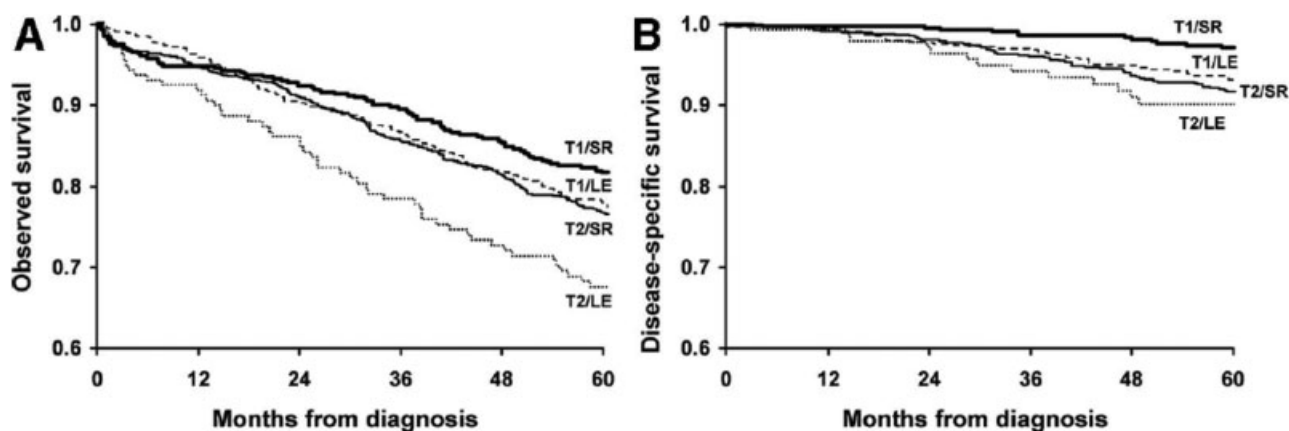 A
Observed survival
1.0
0.9
0.8
0.7
0.6
T1/SR
T1/LE
T2/SR
T2/LE
0 12 24 36 48 60
Months from diagnosis
B
Disease-specific survival
1.0
0.9
0.8
0.7
0.6
T1/SR
T1/LE
T2/SR
T2/LE
0 12 24 36 48 60
Months from diagnosis